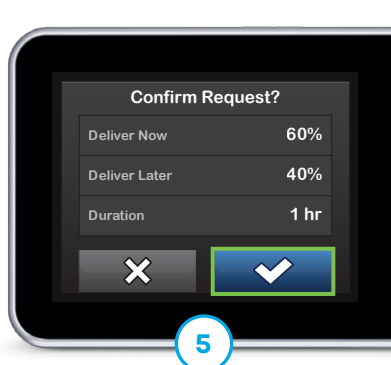 Confirm Request?
Deliver Now 60%
Deliver Later 40%
Duration 1 hr
5